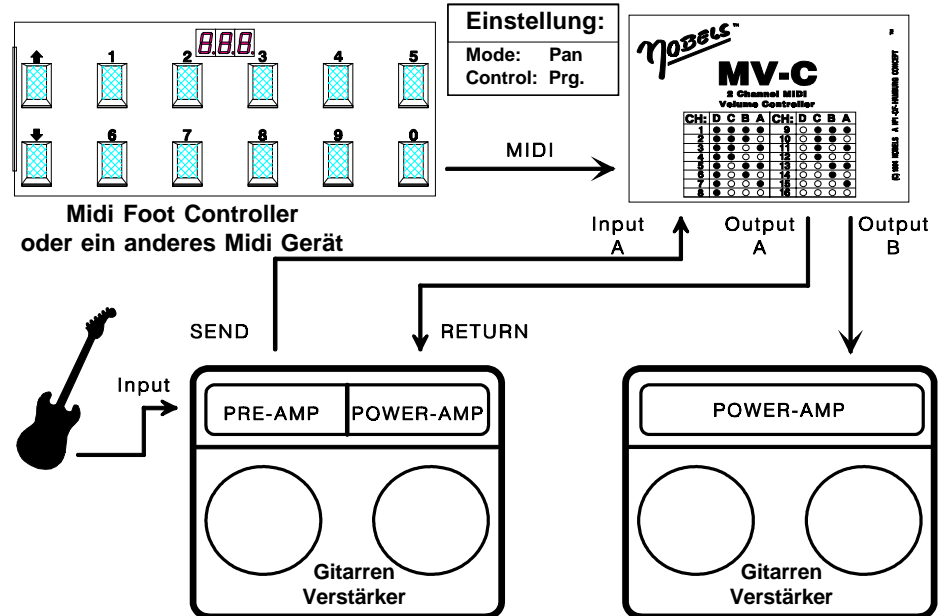 8.8.8.
1 2 3 4 5
6 7 8 9 0
Midi Foot Controller
oder ein anderes Midi Gerät
Einstellung:
Mode: Pan
Control: Prg.
MIDI
NOBELS™
MV-C
2 Channel MIDI
Volume Controller
CH: D C B A CH: D C B A
1 ● ● ● ● 9 ○ ● ● ●
2 ● ● ● ○ 10 ○ ● ● ○
3 ● ● ○ ● 11 ○ ● ○ ●
4 ● ● ○ ○ 12 ○ ● ○ ○
5 ● ○ ● ● 13 ○ ○ ● ●
6 ● ○ ● ○ 14 ○ ○ ● ○
7 ● ○ ○ ● 15 ○ ○ ○ ●
8 ● ○ ○ ○ 16 ○ ○ ○ ○
Input
A
Output
A
Output
B
SEND
RETURN
Input
PRE-AMP
POWER-AMP
POWER-AMP
Gitarren
Verstärker
Gitarren
Verstärker